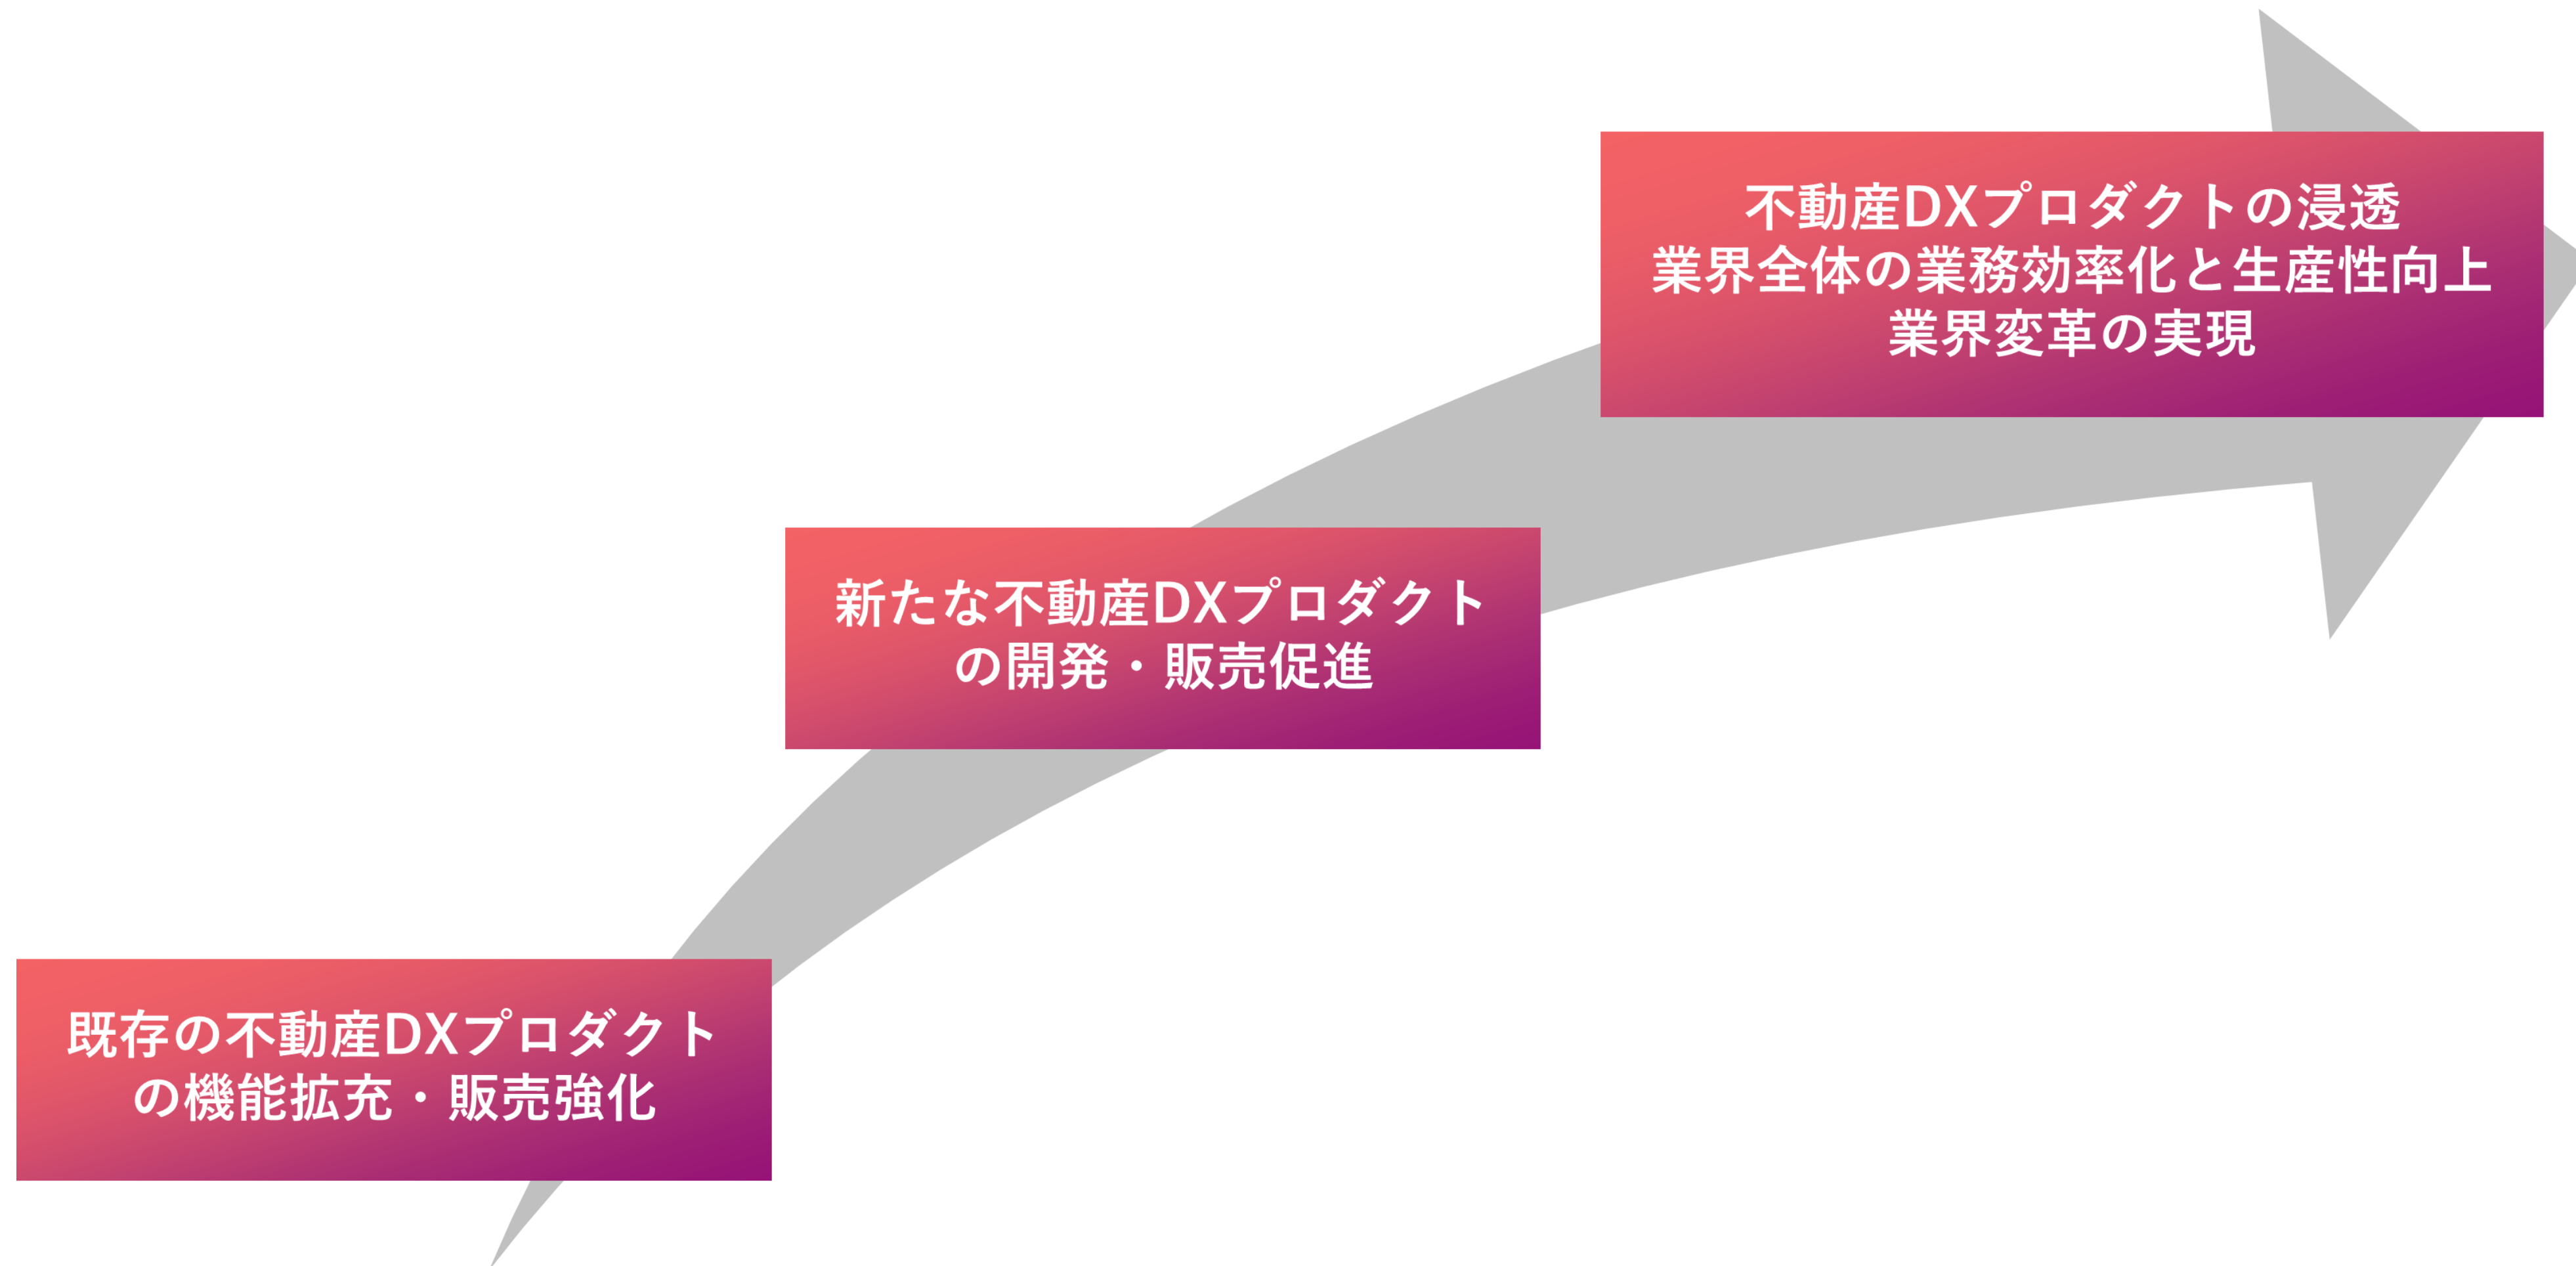 不動産DXプロダクトの浸透
業界全体の業務効率化と生産性向上
業界変革の実現
新たな不動産DXプロダクト
の開発・販売促進
既存の不動産DXプロダクト
の機能拡充・販売強化